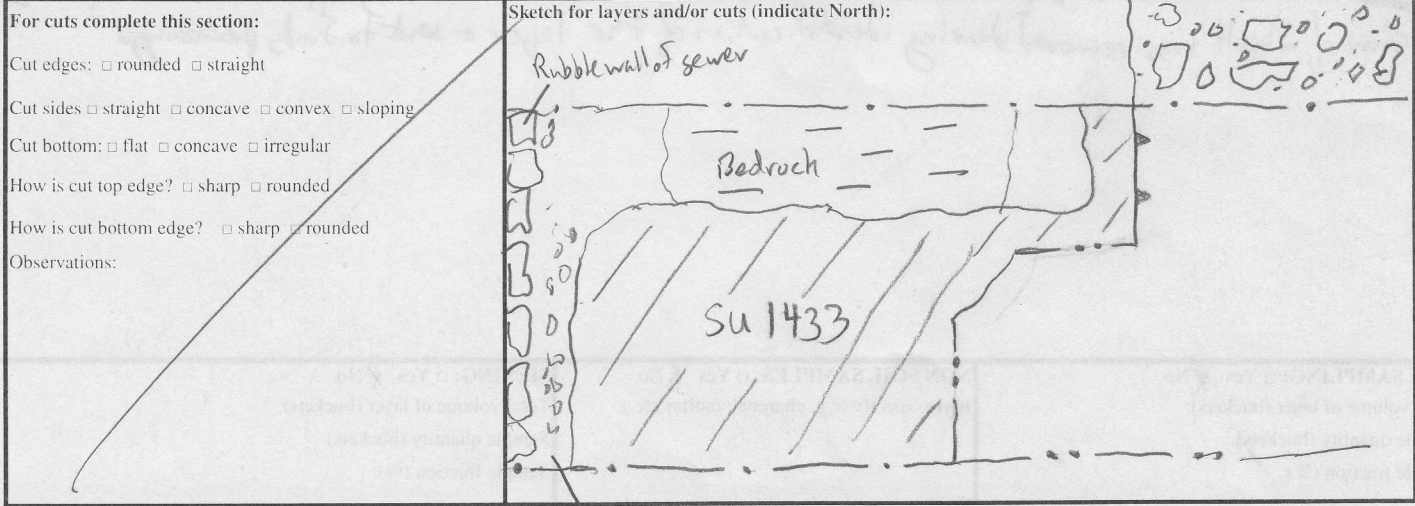 For cuts complete this section:
Cut edges: □ rounded □ straight
Cut sides □ straight □ concave □ convex □ sloping
Cut bottom: □ flat □ concave □ irregular
How is cut top edge? □ sharp □ rounded
How is cut bottom edge? □ sharp □ rounded
Observations:
Sketch for layers and/or cuts (indicate North):
Rubble wall of sewer
Bedrock
SU 1433